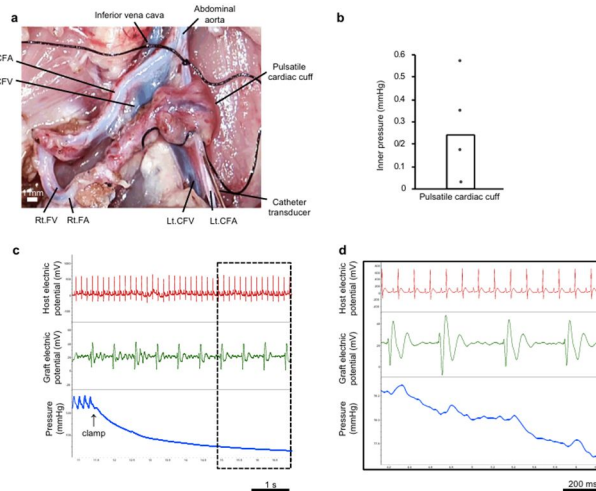 a
Inferior vena cava
Abdominal
aorta
CFA
CFV
Pulsatile
cardiac cuff
1 mm
Catheter
transducer
Rt.FV
Rt.FA
Lt.CFV
Lt.CFA
b
Inner pressure (mmHg)
0.6
0.5
0.4
0.3
0.2
0.1
0
Pulsatile cardiac cuff
c
Host electric
potential (mV)
Graft electric
potential (mV)
Pressure
(mmHg)
clamp
1 s
d
Host electric
potential (mV)
Graft electric
potential (mV)
Pressure
(mmHg)
200 ms